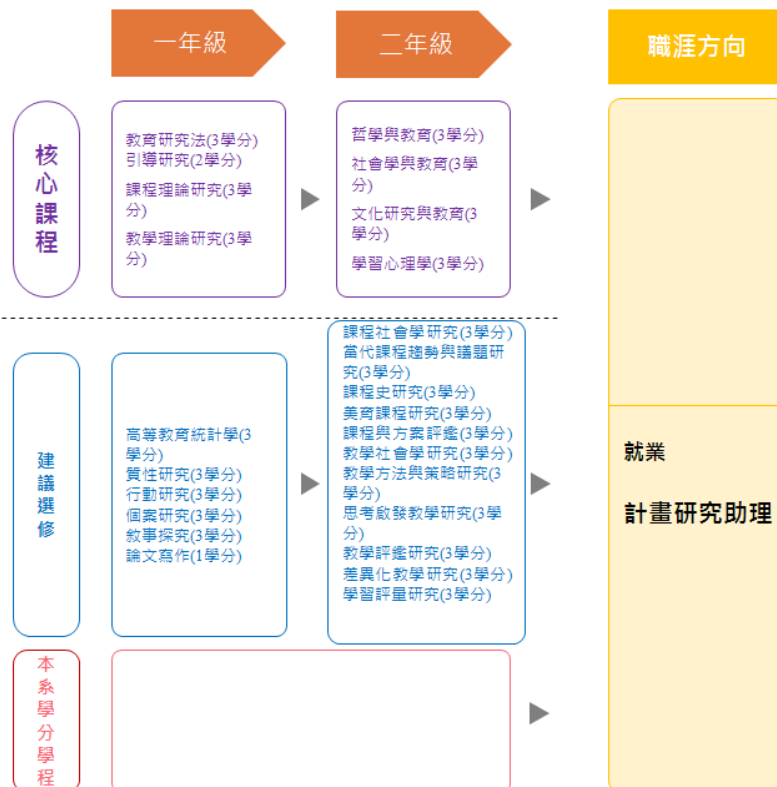 一年級
二年級
職涯方向
核心課程
教育研究法(3學分)
引導研究(2學分)
課程理論研究(3學
分)
教學理論研究(3學
分)
哲學與教育(3學分)
社會學與教育(3學
分)
文化研究與教育(3
學分)
學習心理學(3學分)
建議選修
高等教育統計學(3
學分)
質性研究(3學分)
行動研究(3學分)
個案研究(3學分)
敘事探究(3學分)
論文寫作(1學分)
課程社會學研究(3學分)
當代課程趨勢與議題研
究(3學分)
課程史研究(3學分)
美育課程研究(3學分)
課程與方案評鑑(3學分)
教學社會學研究(3學分)
教學方法與策略研究(3
學分)
思考啟發教學研究(3學
分)
教學評鑑研究(3學分)
差異化教學研究(3學分)
學習評量研究(3學分)
就業
計畫研究助理
本系學分學程